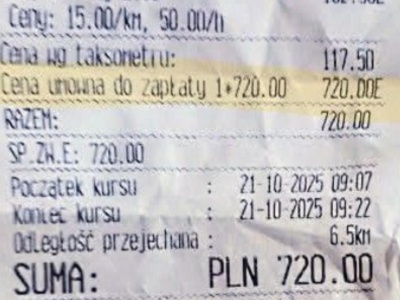 Ceny: 15.00/km, 50.00/h
Cena wg taksometru: 117.50
Cena umowna do zapłaty 1*720.00 720.00E
RAZEM: 720.00
SP.ZW.E: 720.00
Początek kursu : 21-10-2025 09:07
Koniec kursu : 21-10-2025 09:22
Odległość przejechana : 6.5km
SUMA: PLN 720.00